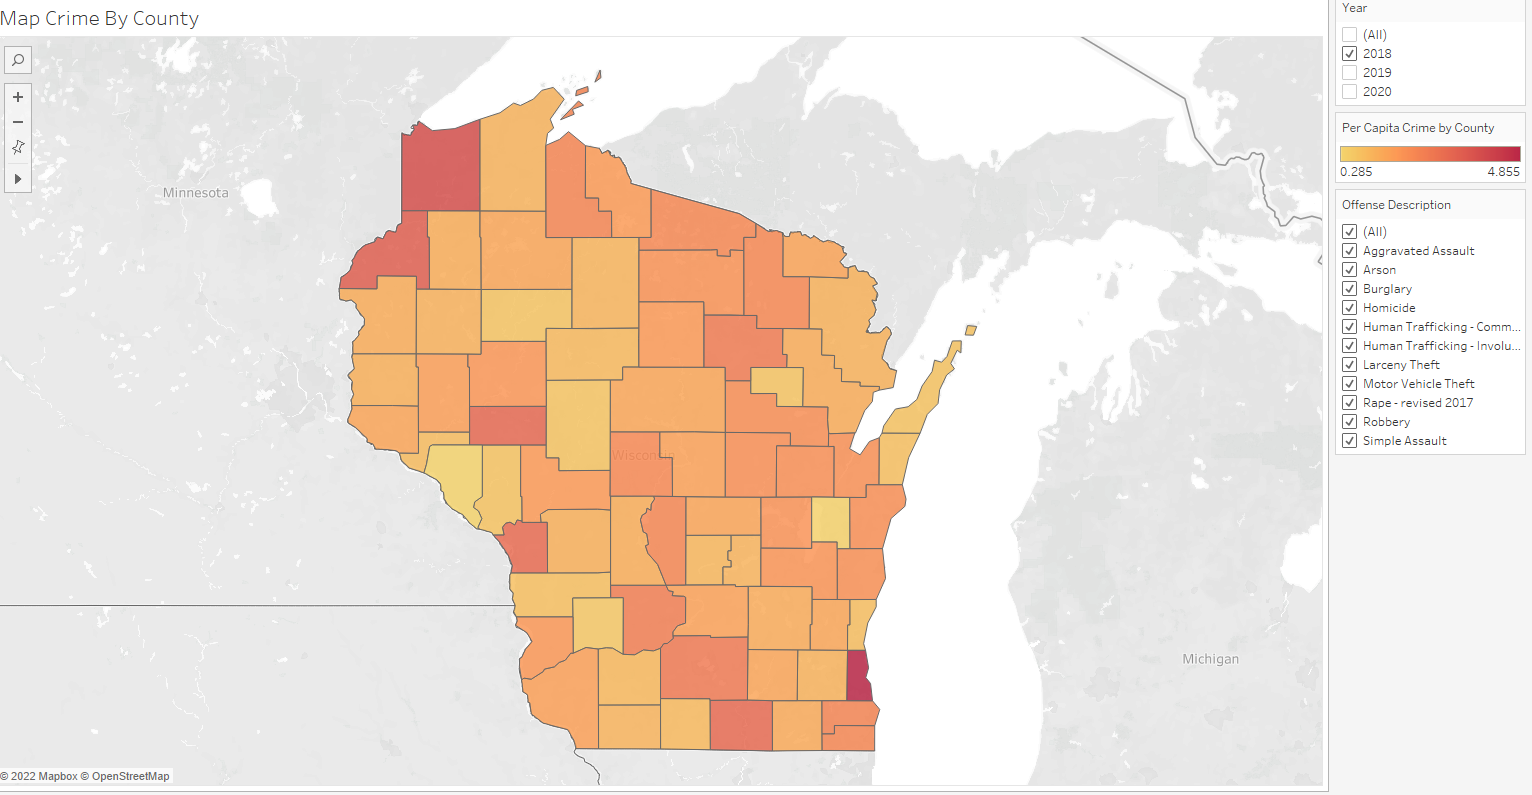 Map Crime By County
Minnesota
Wisconsin
Michigan
© 2022 Mapbox © OpenStreetMap
Year
(All)
2018
2019
2020
Per Capita Crime by County
0.285 4.855
Offense Description
(All)
Aggravated Assault
Arson
Burglary
Homicide
Human Trafficking - Comm...
Human Trafficking - Involu...
Larceny Theft
Motor Vehicle Theft
Rape - revised 2017
Robbery
Simple Assault